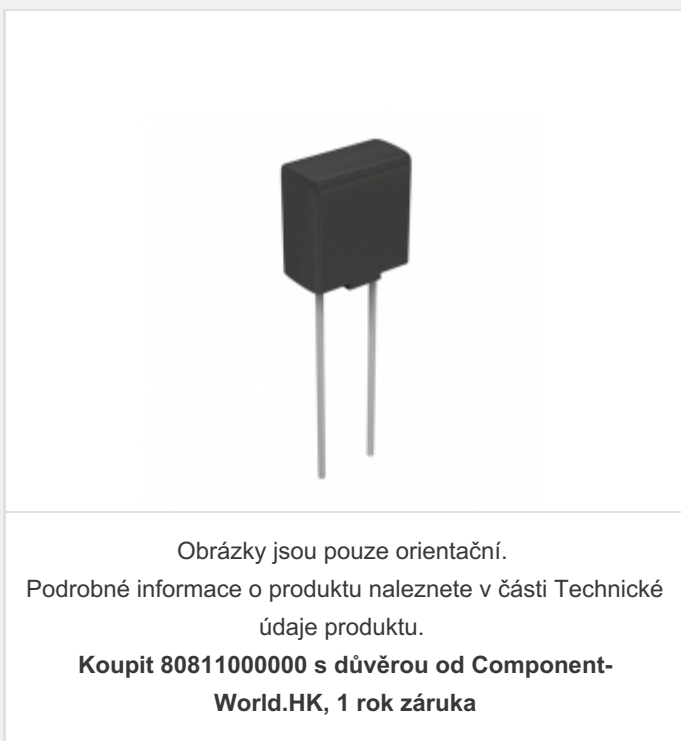 Obrázky jsou pouze orientační.
Podrobné informace o produktu naleznete v části Technické
údaje produktu.
Koupit 80811000000 s důvěrou od Component-
World.HK, 1 rok záruka